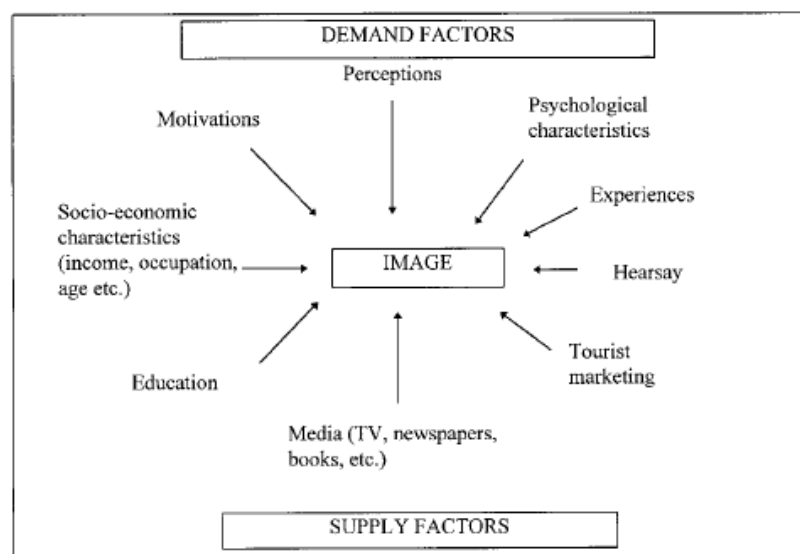 DEMAND FACTORS
Perceptions
Motivations
Psychological
characteristics
Experiences
Socio-economic
characteristics
(income, occupation,
age etc.)
IMAGE
Hearsay
Tourist
marketing
Education
Media (TV, newspapers,
books, etc.)
SUPPLY FACTORS